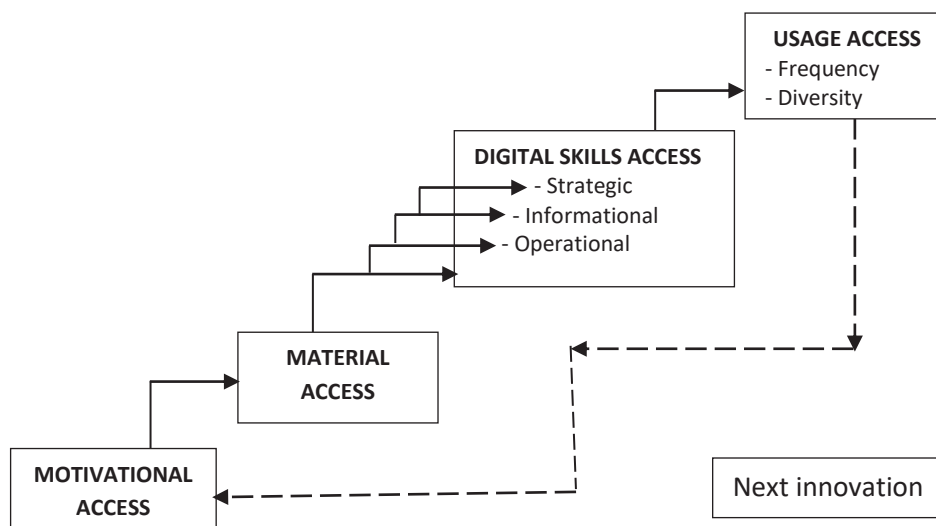 USAGE ACCESS
- Frequency
- Diversity
DIGITAL SKILLS ACCESS
- Strategic
- Informational
- Operational
MATERIAL
ACCESS
MOTIVATIONAL
ACCESS
Next innovation